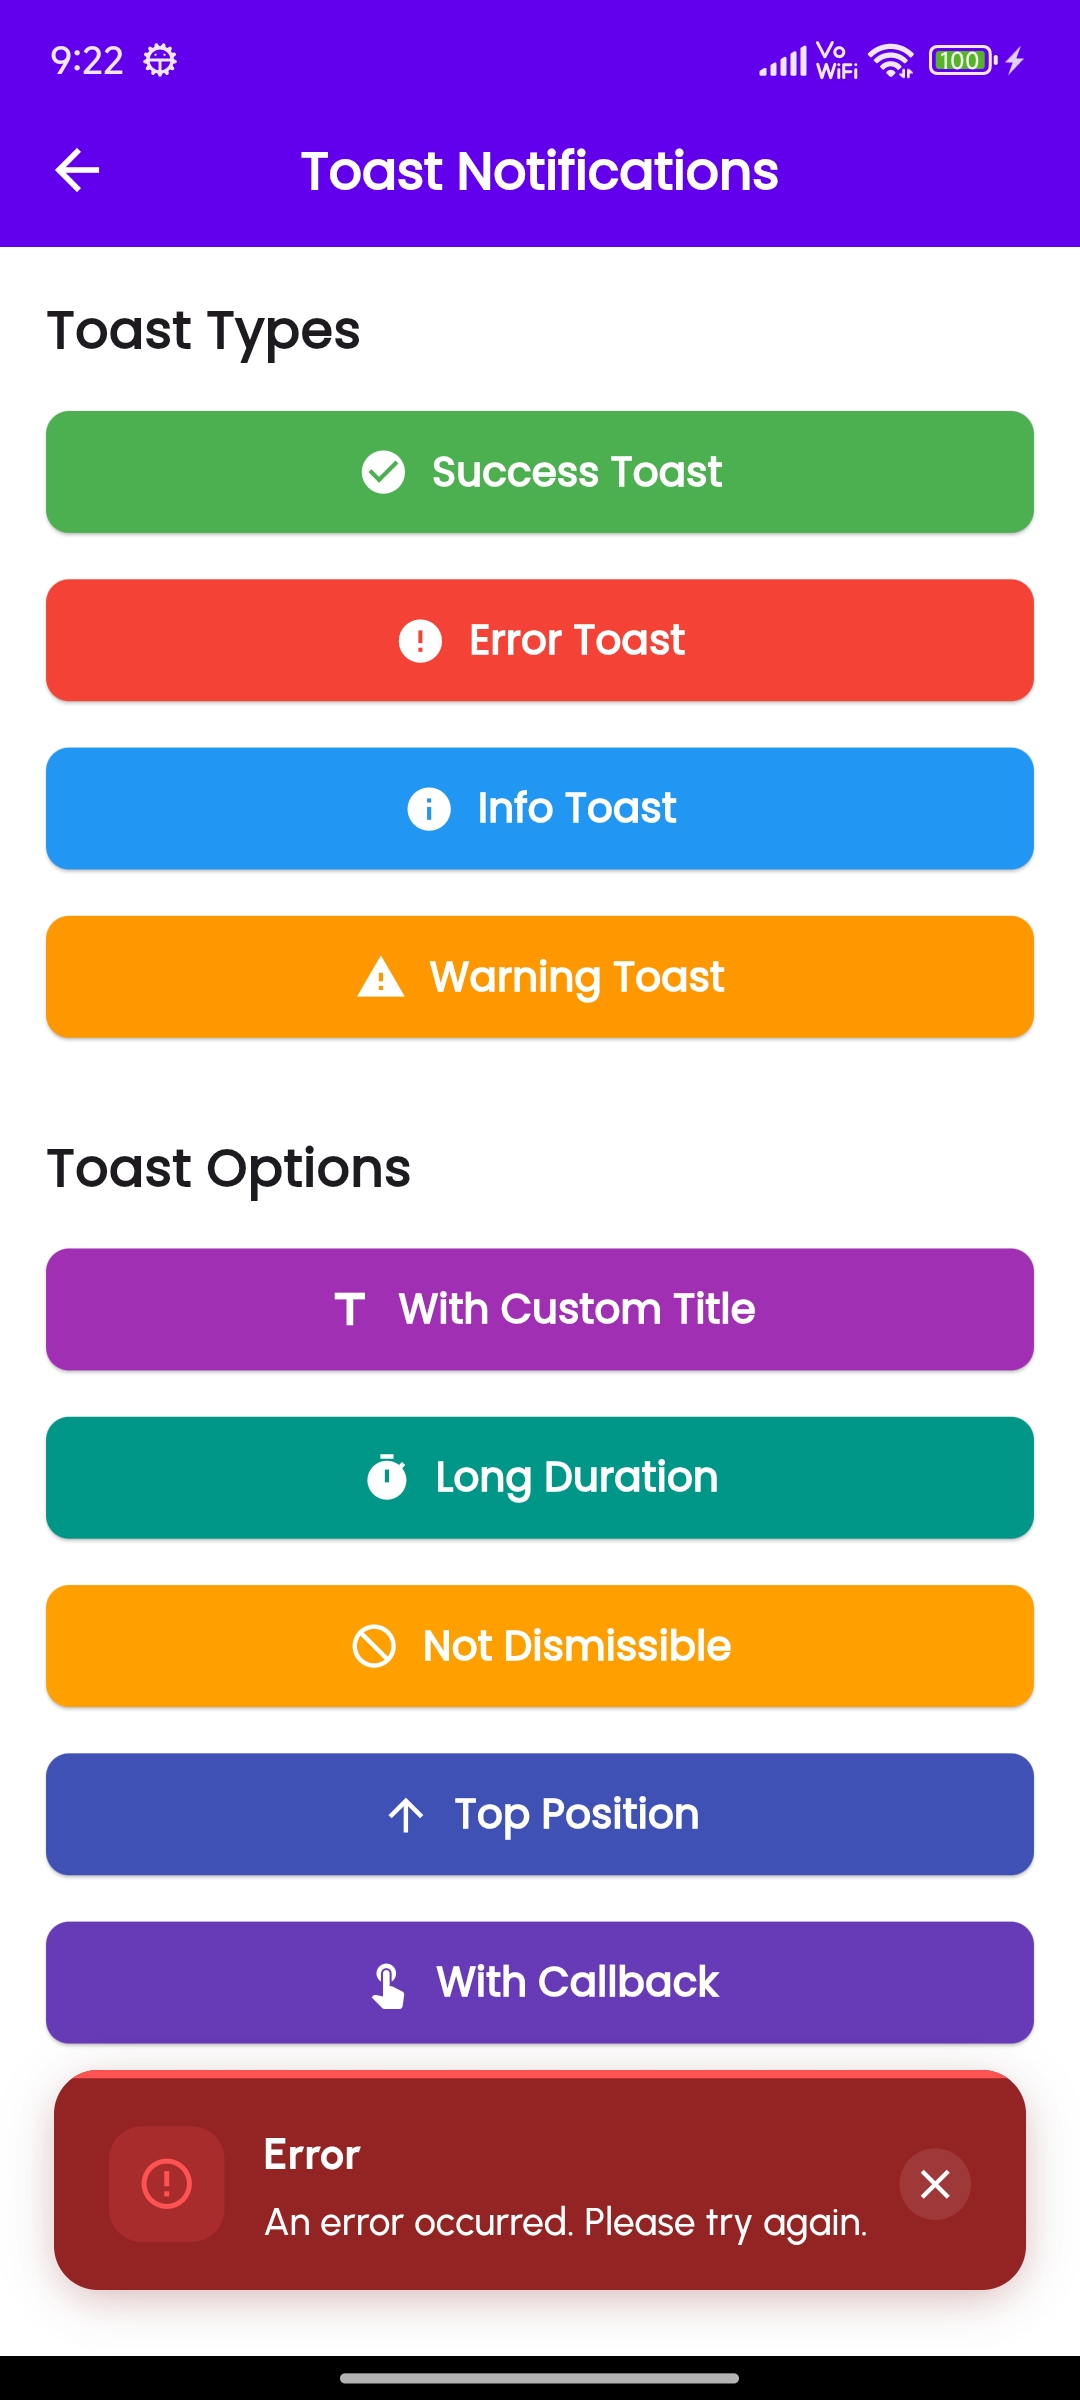 9:22
Vo
WiFi
100
Toast Notifications
Toast Types
Success Toast
Error Toast
Info Toast
Warning Toast
Toast Options
With Custom Title
Long Duration
Not Dismissible
Top Position
With Callback
Error
An error occurred. Please try again.